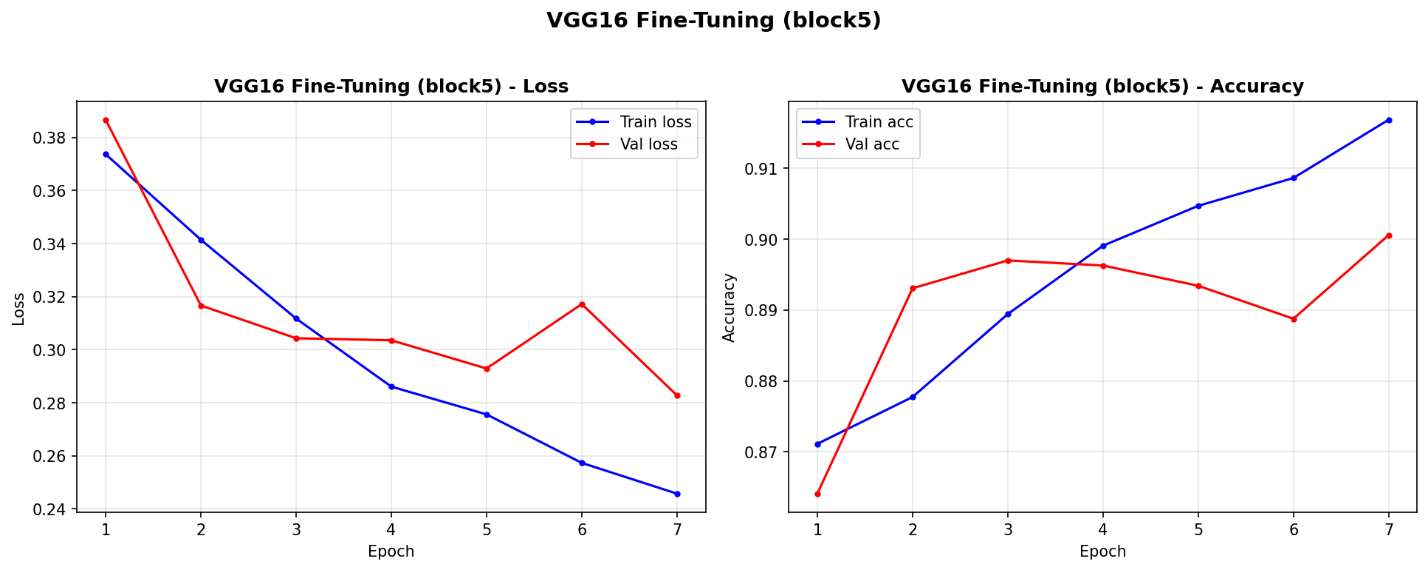 VGG16 Fine-Tuning (block5)
VGG16 Fine-Tuning (block5) - Loss
Train loss
Val loss
0.38
0.36
0.34
0.32
0.30
0.28
0.26
0.24
Loss
1 2 3 4 5 6 7
Epoch
VGG16 Fine-Tuning (block5) - Accuracy
Train acc
Val acc
0.91
0.90
0.89
0.88
0.87
Accuracy
1 2 3 4 5 6 7
Epoch